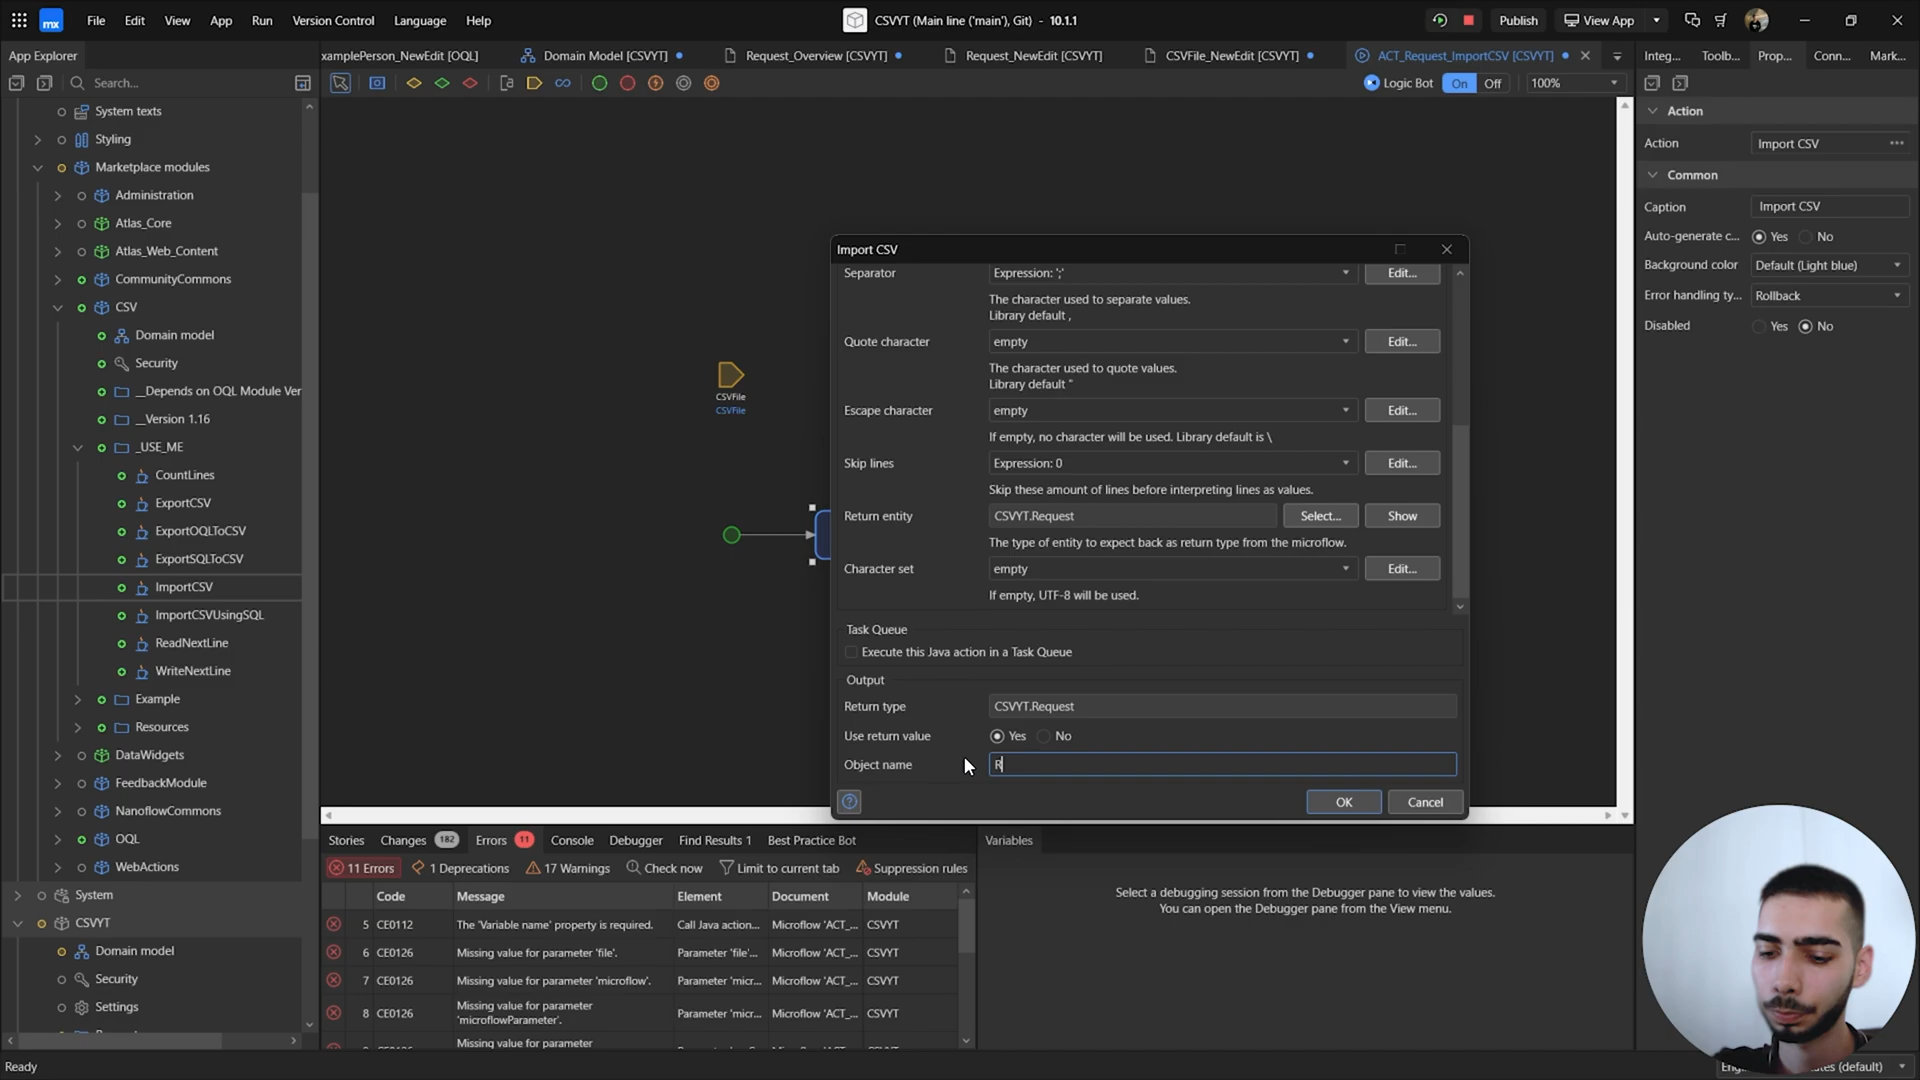 mx
File Edit View App Run Version Control Language Help
CSVYT (Main line ('main'), Git) - 10.1.1
Publish
View App
App Explorer
xamplePerson_NewEdit [OQL]
Domain Model [CSVYT]
Request_Overview [CSVYT]
Request_NewEdit [CSVYT]
CSVFile_NewEdit [CSVYT]
ACT_Request_ImportCSV [CSVYT]
Integ...
Toolb...
Prop...
Conn...
Mark...
Search...
Logic Bot
On
Off
100%
System texts
Styling
Marketplace modules
Administration
Atlas_Core
Atlas_Web_Content
CommunityCommons
CSV
Domain model
Security
__Depends on OQL Module Ver
__Version 1.16
_USE_ME
CountLines
ExportCSV
ExportOQLToCSV
ExportSQLToCSV
ImportCSV
ImportCSVUsingSQL
ReadNextLine
WriteNextLine
Example
Resources
DataWidgets
FeedbackModule
NanoflowCommons
OQL
WebActions
System
CSVYT
Domain model
Security
Settings
CSVFile
CSVFile
Import CSV
Separator
Expression: ';'
Edit...
The character used to separate values.
Library default ,
Quote character
empty
Edit...
The character used to quote values.
Library default "
Escape character
empty
Edit...
If empty, no character will be used. Library default is \
Skip lines
Expression: 0
Edit...
Skip these amount of lines before interpreting lines as values.
Return entity
CSVYT.Request
Select...
Show
The type of entity to expect back as return type from the microflow.
Character set
empty
Edit...
If empty, UTF-8 will be used.
Task Queue
Execute this Java action in a Task Queue
Output
Return type
CSVYT.Request
Use return value
Yes
No
Object name
R
?
OK
Cancel
Action
Action
Import CSV
Common
Caption
Import CSV
Auto-generate c...
Yes
No
Background color
Default (Light blue)
Error handling ty...
Rollback
Disabled
Yes
No
Stories
Changes
182
Errors
11
Console
Debugger
Find Results 1
Best Practice Bot
11 Errors
1 Deprecations
17 Warnings
Check now
Limit to current tab
Suppression rules
Code Message Element Document Module
5 CE0112 The 'Variable name' property is required. Call Java action... Microflow 'ACT_... CSVYT
6 CE0126 Missing value for parameter 'file'. Parameter 'file'... Microflow 'ACT_... CSVYT
7 CE0126 Missing value for parameter 'microflow'. Parameter 'micr... Microflow 'ACT_... CSVYT
8 CE0126 Missing value for parameter 'microflowParameter'. Parameter 'micr... Microflow 'ACT_... CSVYT
Missing value for parameter
Variables
Select a debugging session from the Debugger pane to view the values.
You can open the Debugger pane from the View menu.
Ready
(default)